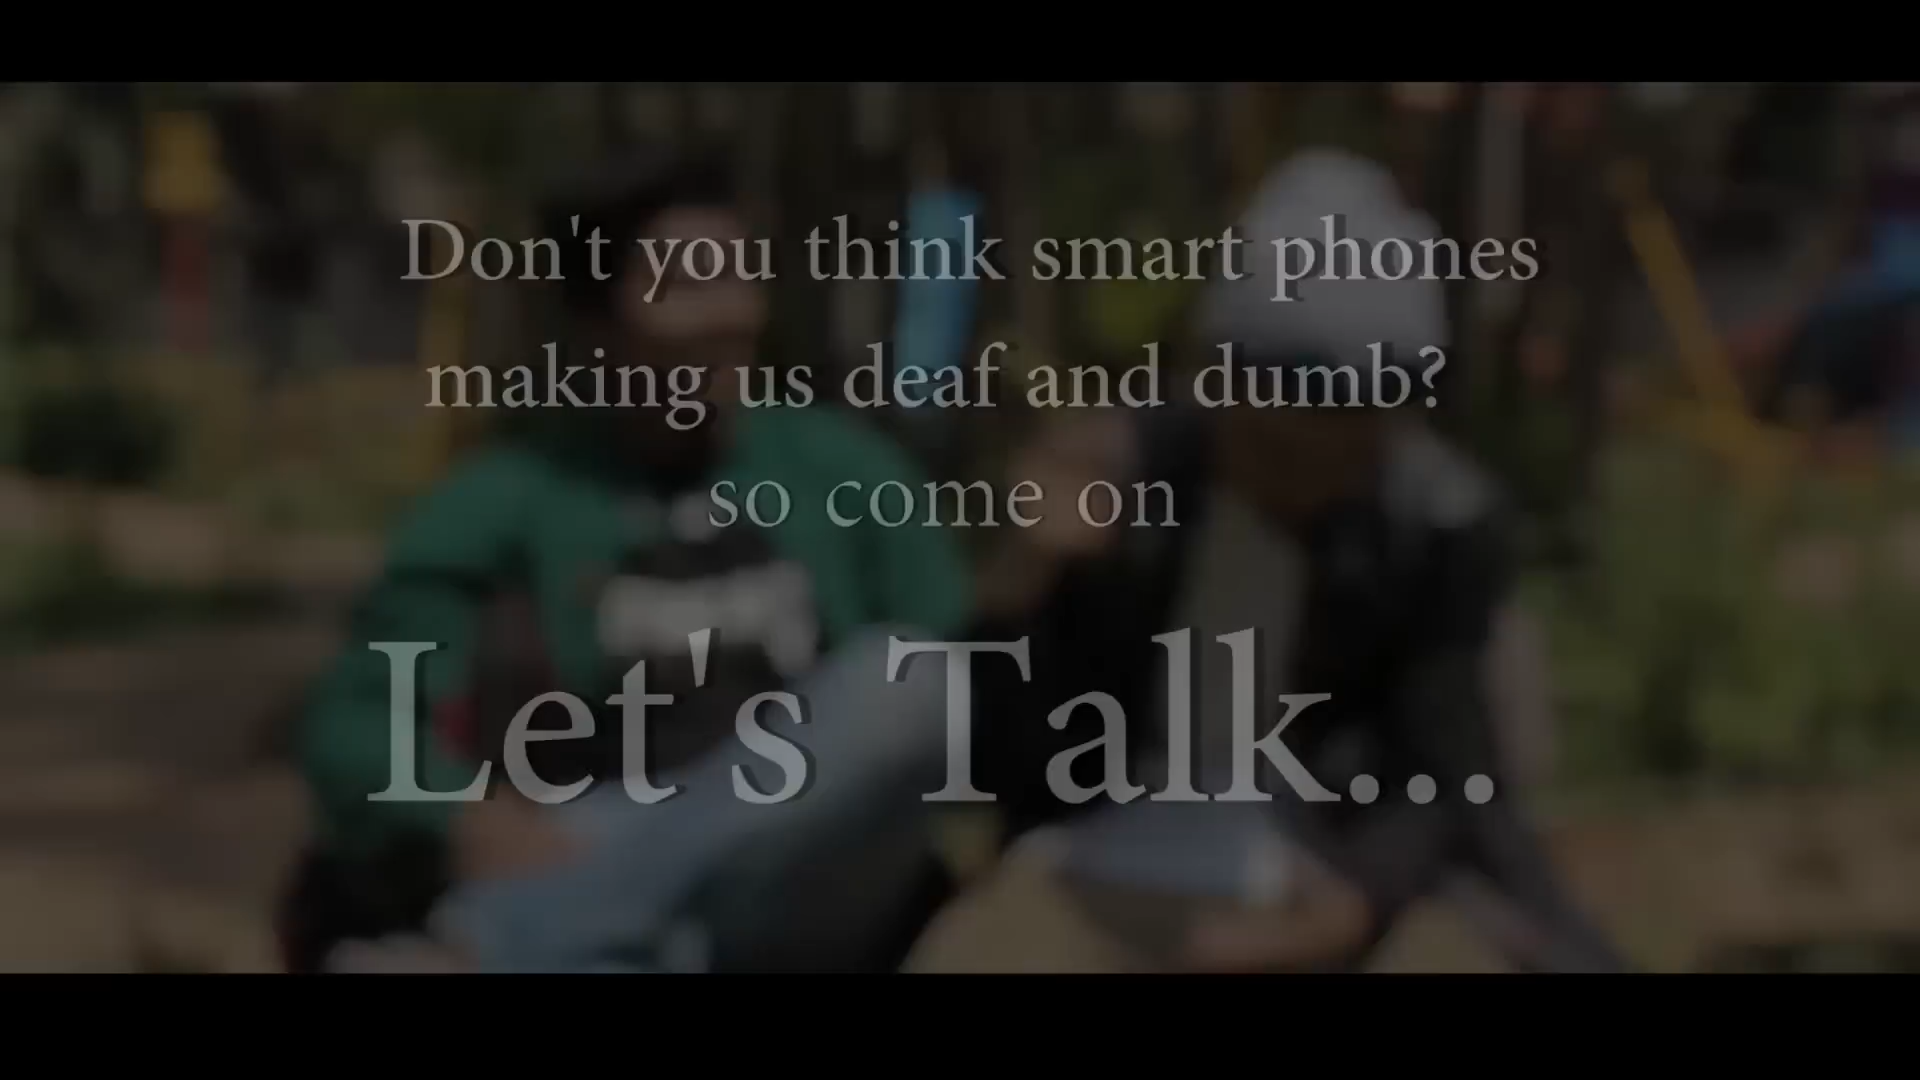 Don't you think smart phones
making us deaf and dumb?
so come on
Let's Talk...